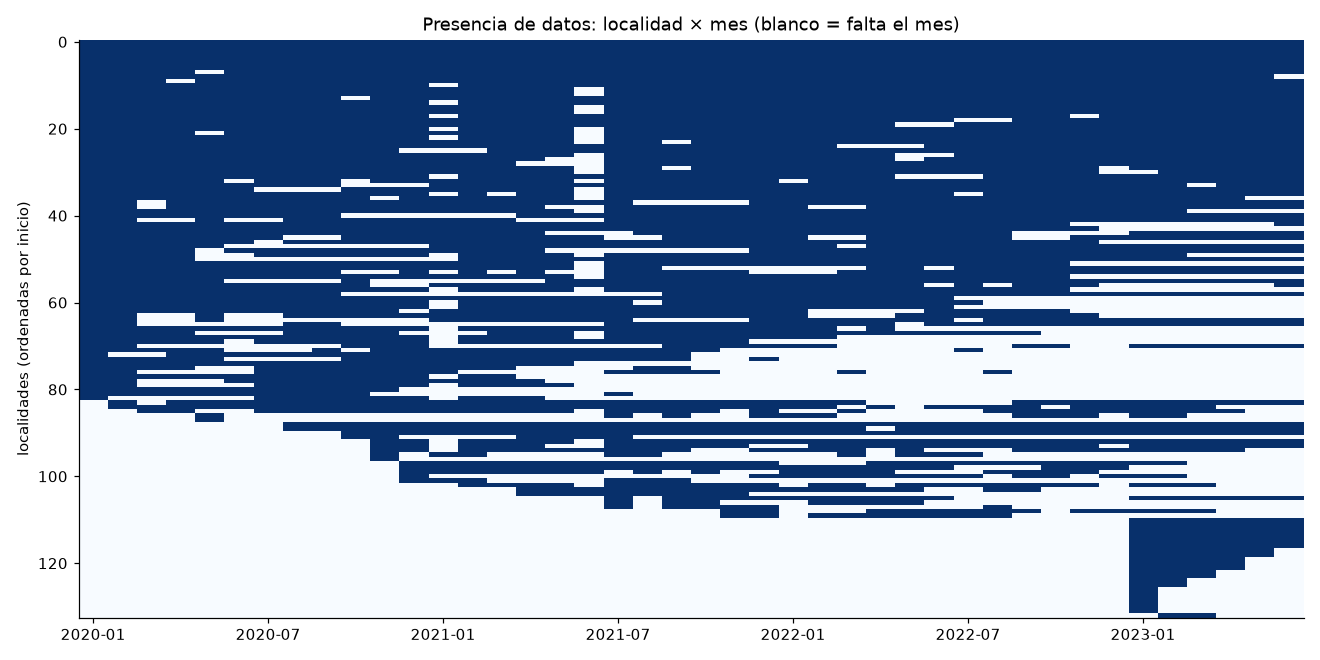 Presencia de datos: localidad × mes (blanco = falta el mes)
localidades (ordenadas por inicio)
0
20
40
60
80
100
120
2020-01 2020-07 2021-01 2021-07 2022-01 2022-07 2023-01